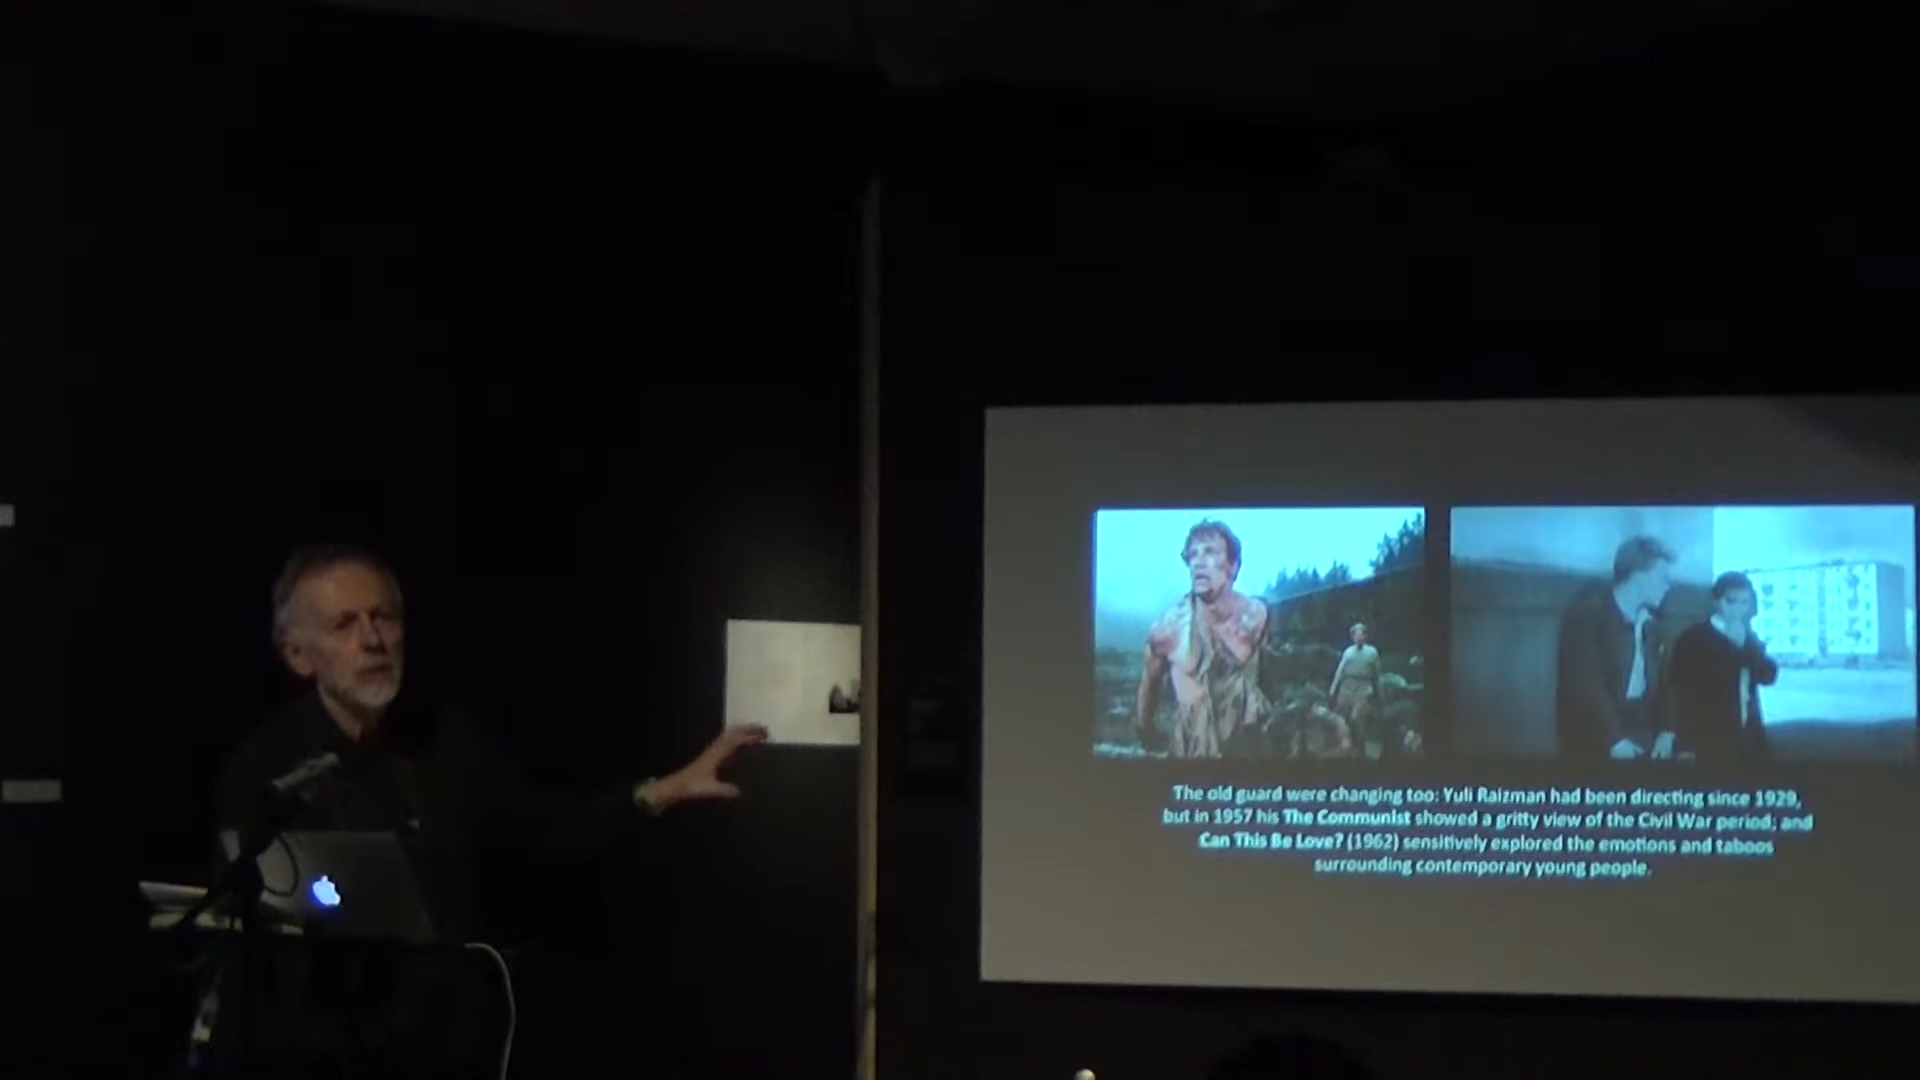 The old guard were changing too: Yuli Raizman had been directing since 1929,
but in 1957 his The Communist showed a gritty view of the Civil War period; and
Can This Be Love? (1962) sensitively explored the emotions and taboos
surrounding contemporary young people.